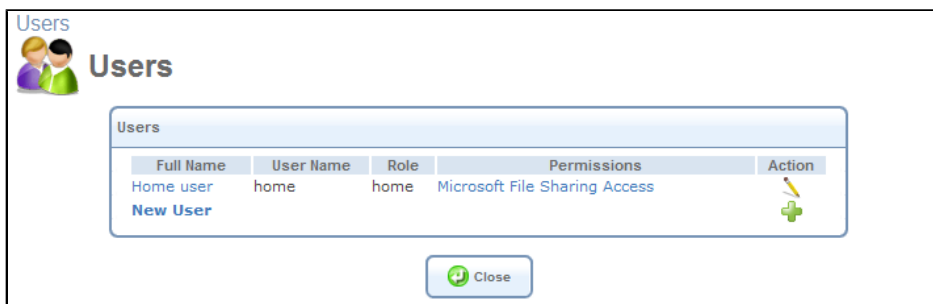 Users
Users
Users
Full Name User Name Role Permissions Action
Home user home home Microsoft File Sharing Access
New User
Close